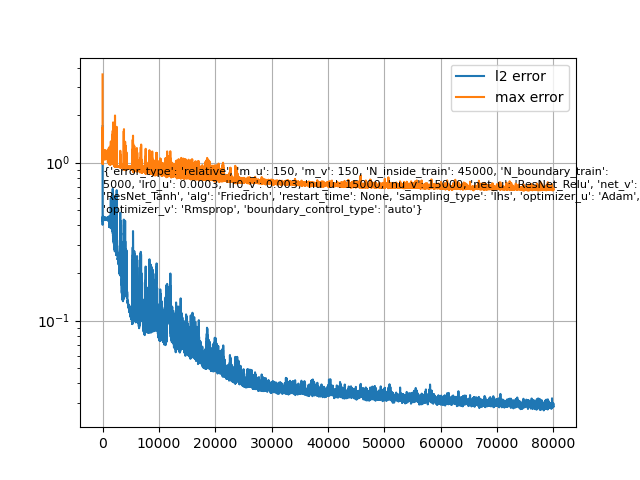 l2 error
max error
10⁰
{'error_type': 'relative', 'm_u': 150, 'm_v': 150, 'N_inside_train': 45000, 'N_boundary_train':
5000, 'lr0_u': 0.0003, 'lr0_v': 0.003, 'nu_u': 15000, 'nu_v': 15000, 'net_u': 'ResNet_Relu', 'net_v':
'ResNet_Tanh', 'alg': 'Friedrich', 'restart_time': None, 'sampling_type': 'lhs', 'optimizer_u': 'Adam',
'optimizer_v': 'Rmsprop', 'boundary_control_type': 'auto'}
10⁻¹
0 10000 20000 30000 40000 50000 60000 70000 80000